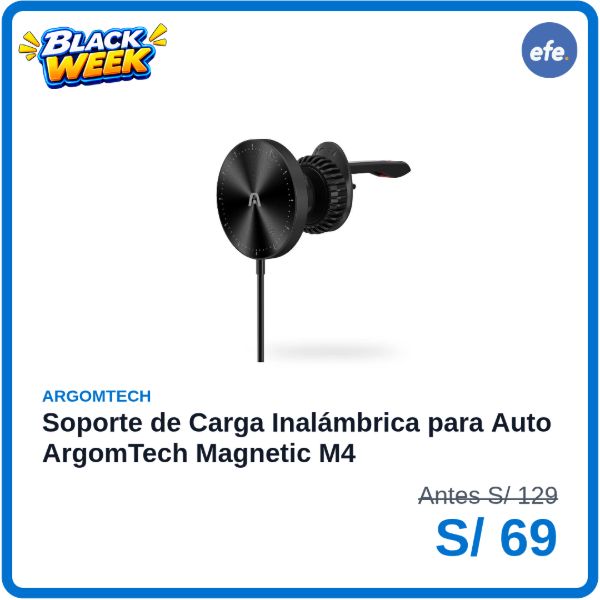 BLACK
WEEK
efe.
ARGOMTECH
Soporte de Carga Inalámbrica para Auto
ArgomTech Magnetic M4
Antes S/ 129
S/ 69